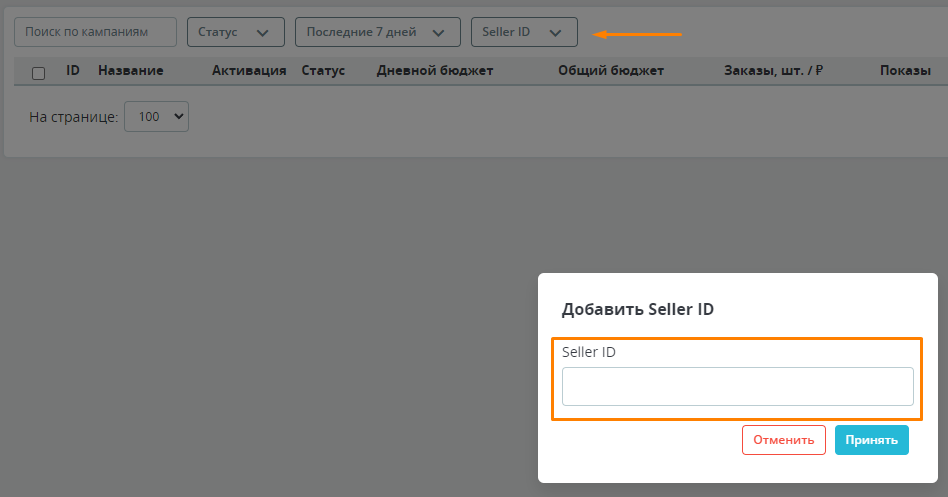 Поиск по кампаниям Статус Последние 7 дней Seller ID
ID Название Активация Статус Дневной бюджет Общий бюджет Заказы, шт. / ₽ Показы
На странице: 100
Добавить Seller ID
Seller ID
Отменить Принять